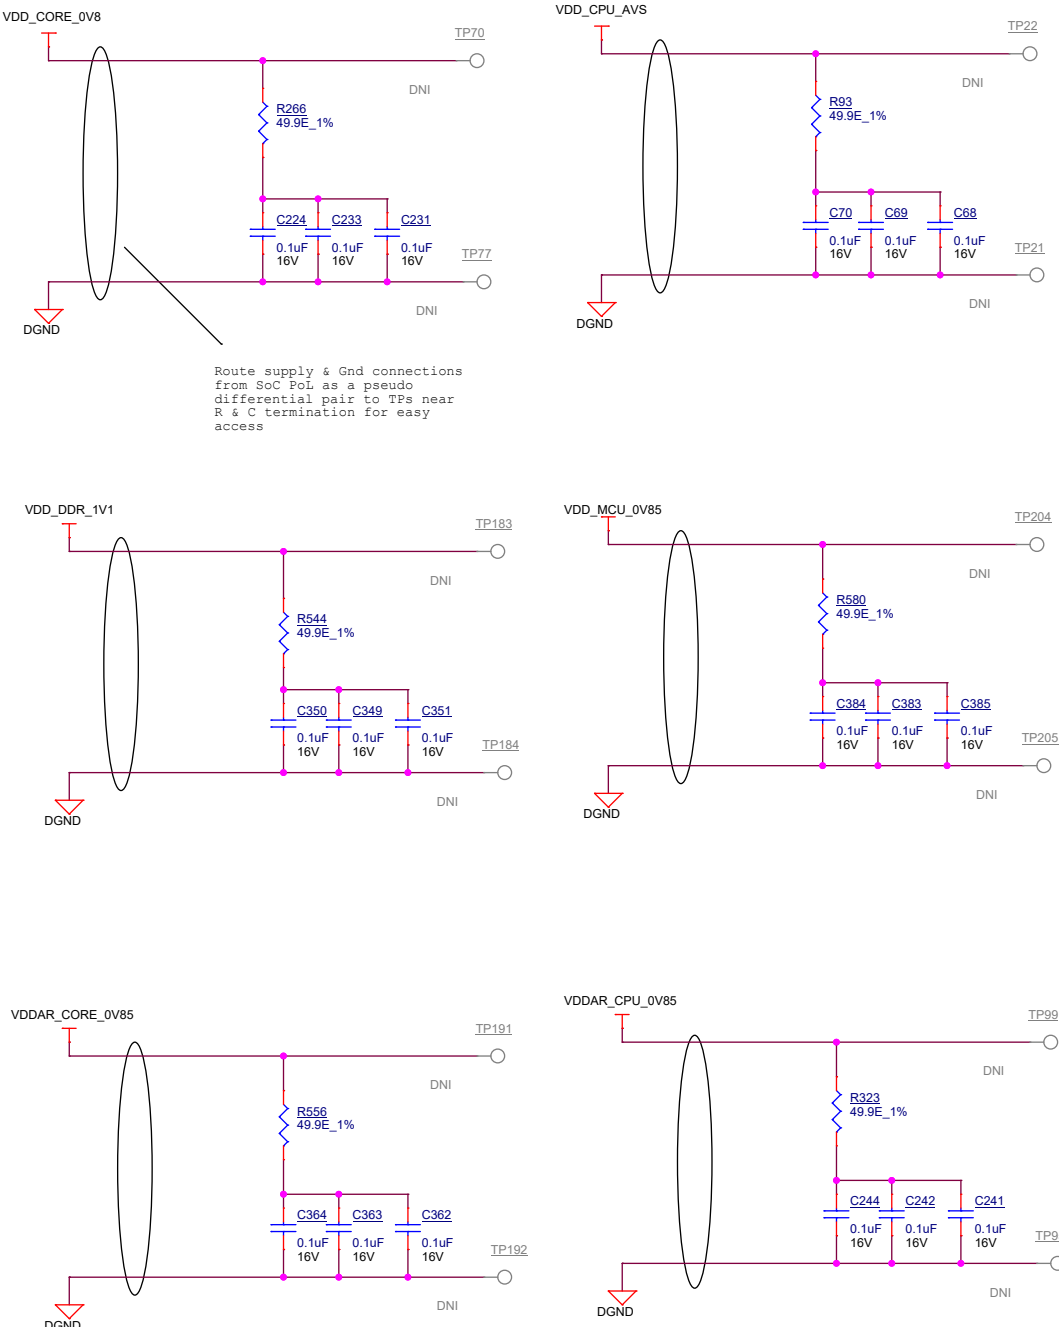 VDD_CORE_0V8
TP70
DNI
R266
49.9E_1%
C224
C233
C231
0.1uF
0.1uF
0.1uF
16V
16V
16V
TP77
DNI
DGND
Route supply & Gnd connections
from SoC PoL as a pseudo
differential pair to TPs near
R & C termination for easy
access
VDD_CPU_AVS
TP22
DNI
R93
49.9E_1%
C70
C69
C68
0.1uF
0.1uF
0.1uF
16V
16V
16V
TP21
DNI
DGND
VDD_DDR_1V1
TP183
DNI
R544
49.9E_1%
C350
C349
C351
0.1uF
0.1uF
0.1uF
16V
16V
16V
TP184
DNI
DGND
VDD_MCU_0V85
TP204
DNI
R580
49.9E_1%
C384
C383
C385
0.1uF
0.1uF
0.1uF
16V
16V
16V
TP205
DNI
DGND
VDDAR_CORE_0V85
TP191
DNI
R556
49.9E_1%
C364
C363
C362
0.1uF
0.1uF
0.1uF
16V
16V
16V
TP192
DNI
DGND
VDDAR_CPU_0V85
TP99
DNI
R323
49.9E_1%
C244
C242
C241
0.1uF
0.1uF
0.1uF
16V
16V
16V
TP9
DNI
DGND